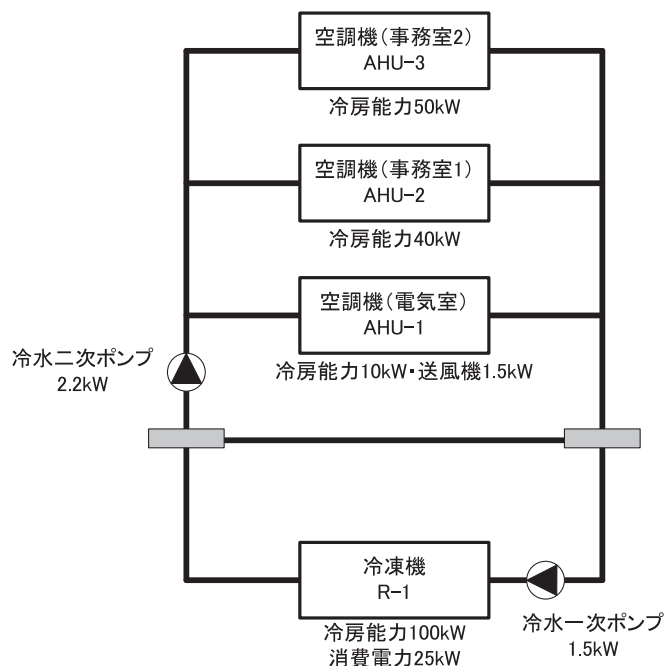 空調機(事務室2)
AHU-3
冷房能力50kW
空調機(事務室1)
AHU-2
冷房能力40kW
空調機(電気室)
AHU-1
冷房能力10kW・送風機1.5kW
冷水二次ポンプ
2.2kW
冷凍機
R-1
冷房能力100kW
消費電力25kW
冷水一次ポンプ
1.5kW